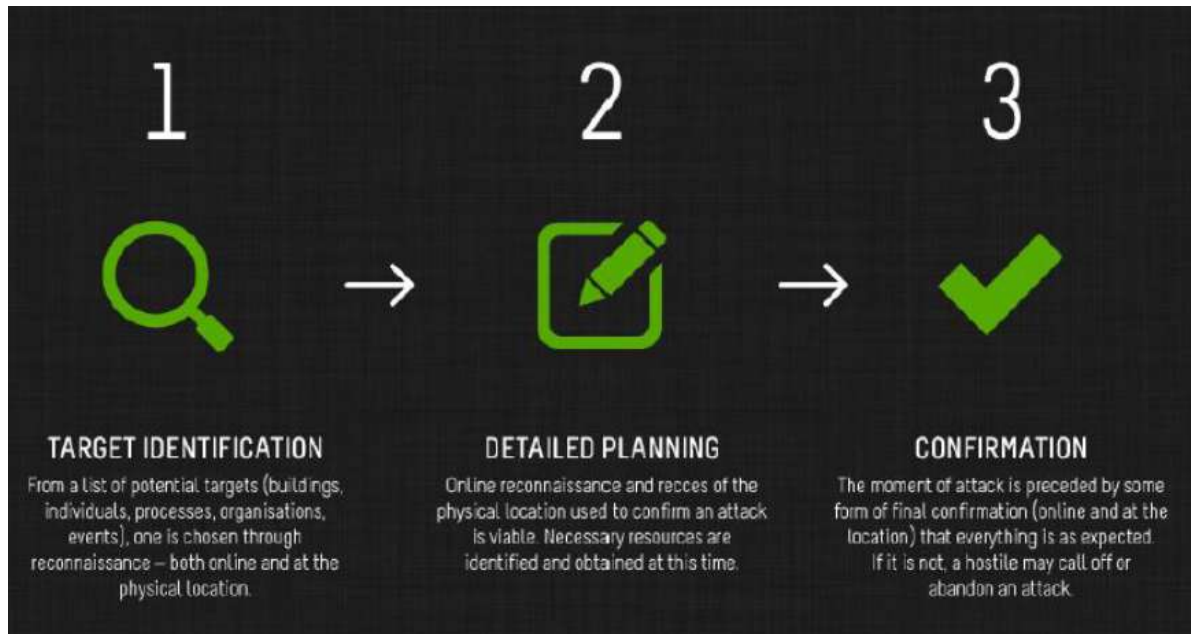 1
2
3
TARGET IDENTIFICATION
From a list of potential targets (buildings,
individuals, processes, organisations,
events), one is chosen through
reconnaissance – both online and at the
physical location.
DETAILED PLANNING
Online reconnaissance and recces of the
physical location used to confirm an attack
is viable. Necessary resources are
identified and obtained at this time.
CONFIRMATION
The moment of attack is preceded by some
form of final confirmation (online and at the
location) that everything is as expected.
If it is not, a hostile may call off or
abandon an attack.